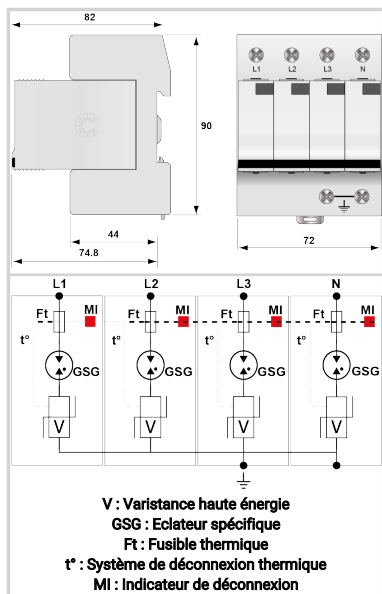 82
L1 L2 L3 N
90
44
74.8
72
L1 L2 L3 N
Ft MI Ft MI Ft MI Ft MI
t° t° t° t°
GSG GSG GSG GSG
V V V V
V : Varistance haute énergie
GSG : Eclateur spécifique
Ft : Fusible thermique
t° : Système de déconnexion thermique
MI : Indicateur de déconnexion